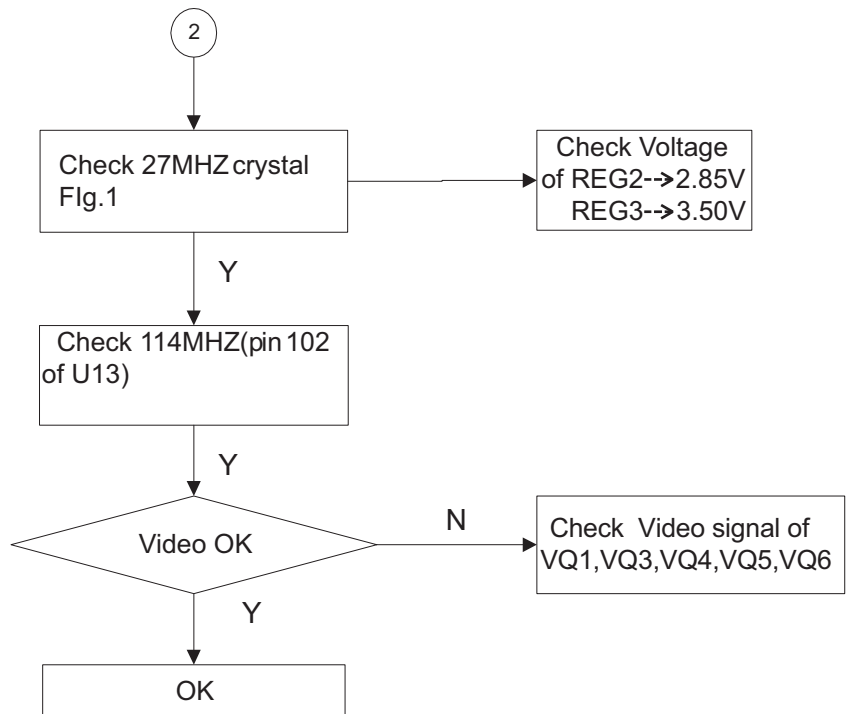 2
Check 27MHZ crystal
FIg.1
Check Voltage
of REG2-->2.85V
REG3-->3.50V
Y
Check 114MHZ(pin 102
of U13)
Y
Video OK
N
Check Video signal of
VQ1,VQ3,VQ4,VQ5,VQ6
Y
OK